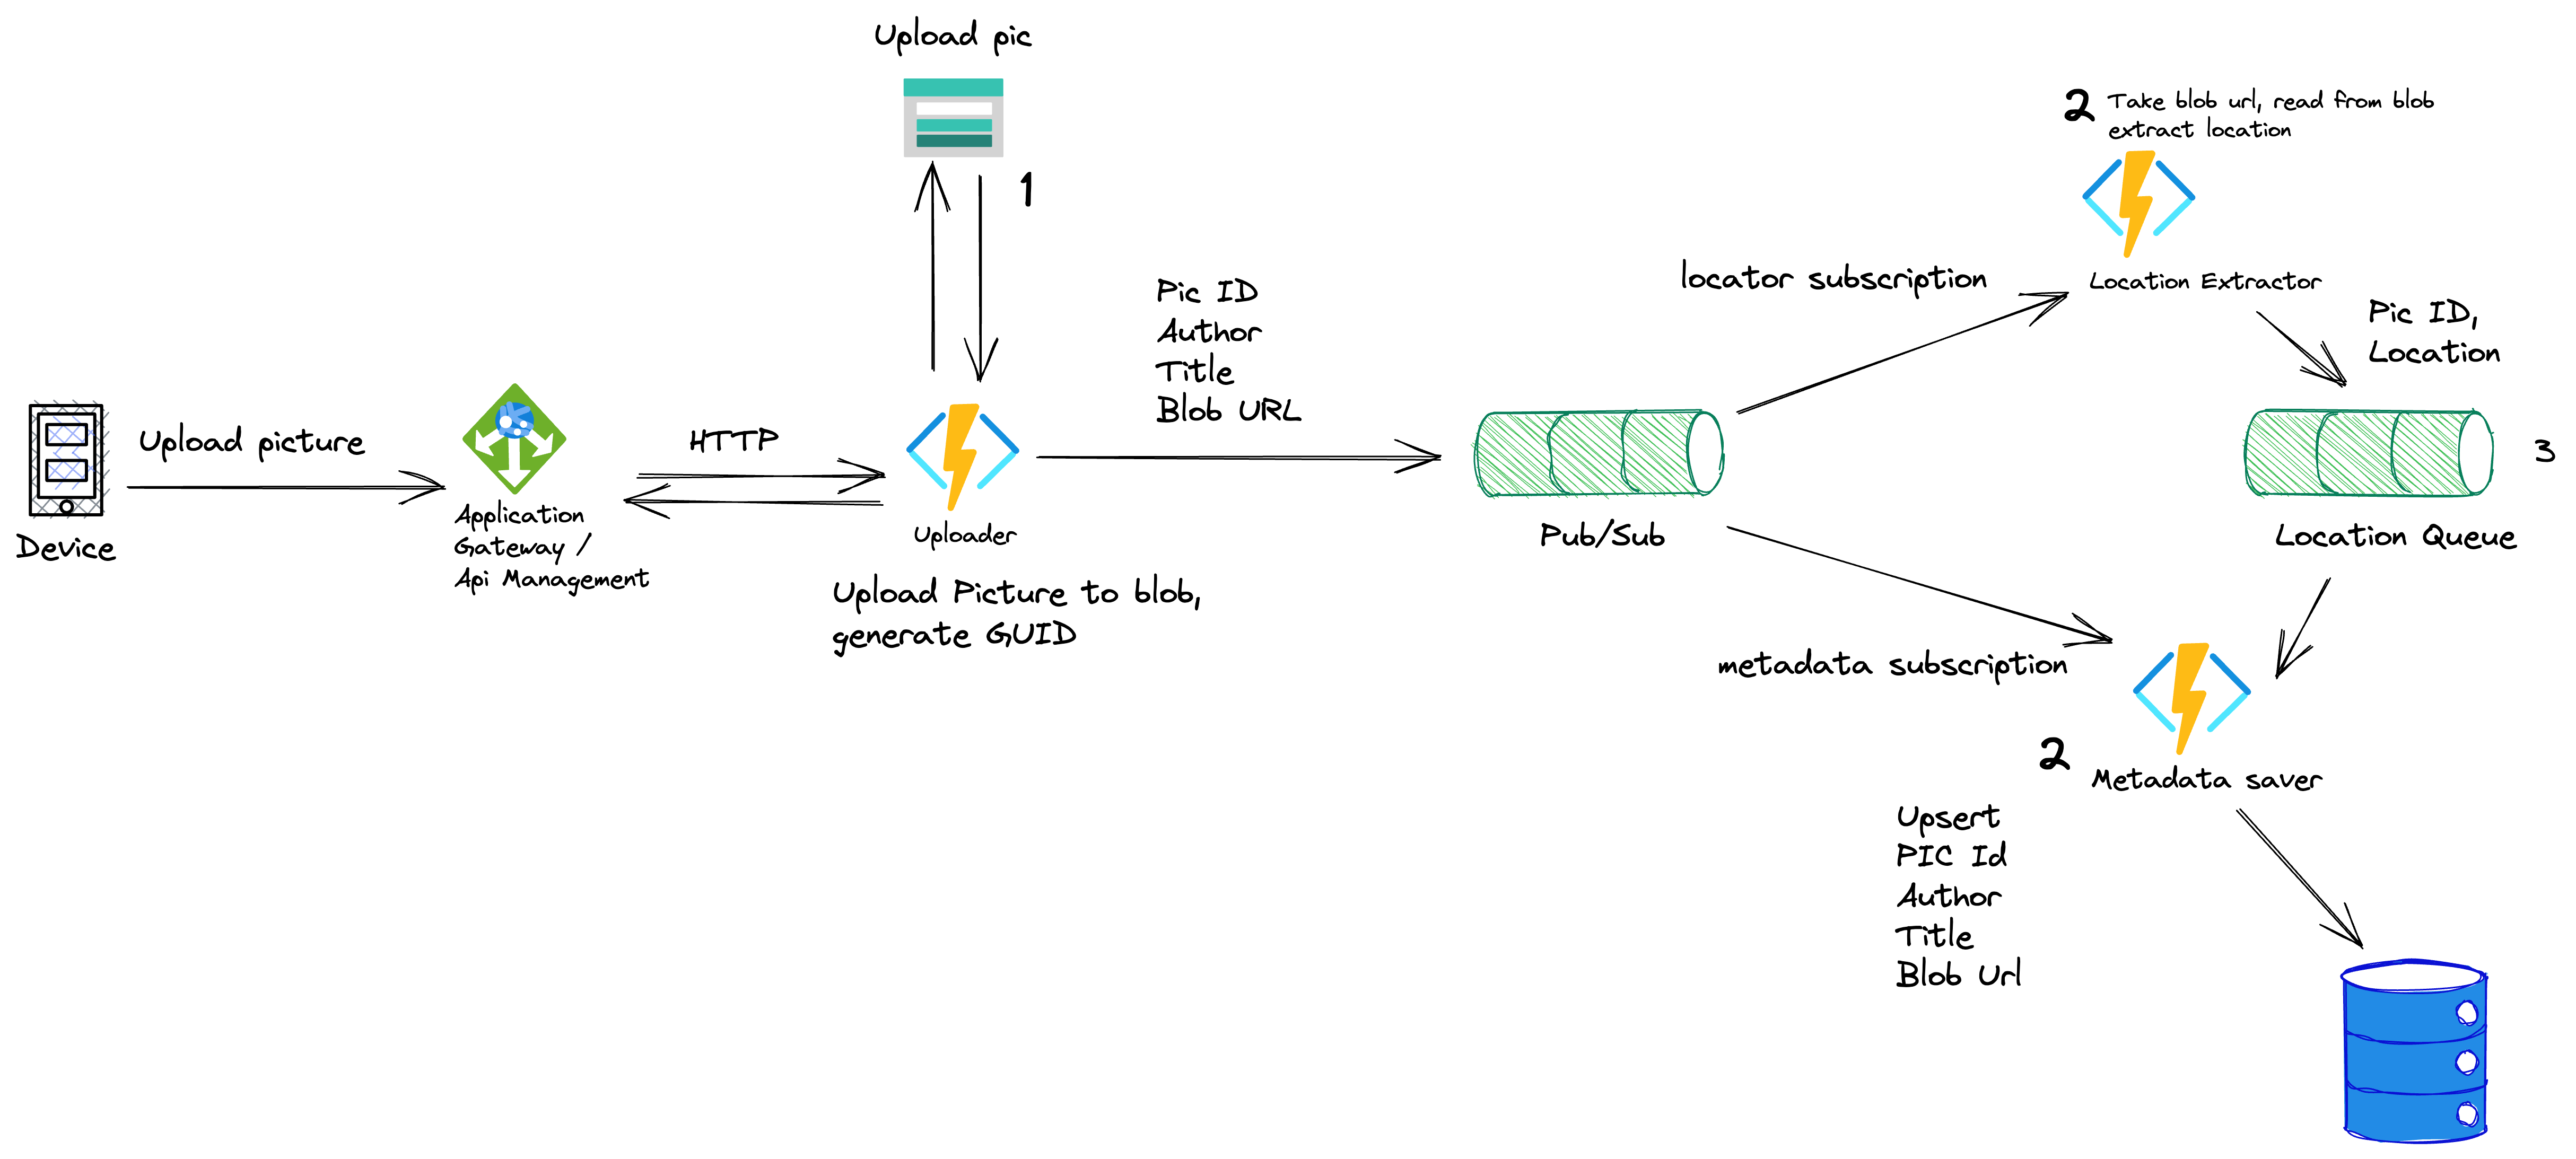 Upload pic
1
2
Take blob url, read from blob
extract location
Location Extractor
locator subscription
Pic ID
Author
Title
Blob URL
Pic ID,
Location
Upload picture
HTTP
3
Device
Application
Gateway /
Api Management
Uploader
Upload Picture to blob,
generate GUID
Pub/Sub
Location Queue
metadata subscription
2
Metadata saver
Upsert
PIC Id
Author
Title
Blob Url